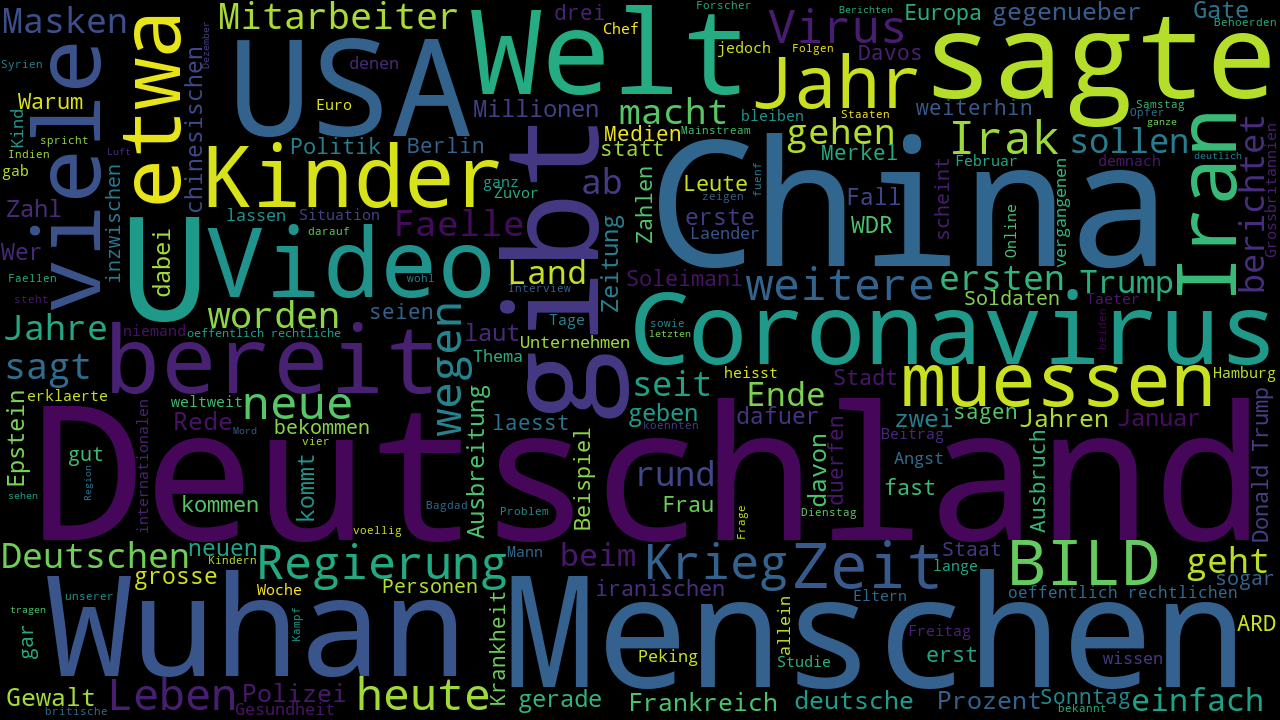 Masken
viele
etwa
Mitarbeiter
USA
Welt
drei
Forscher
Chef
jedoch
Virus
Berichten
Folgen
Davos
Europa
gegenueber
Gate
Behoerden
sagte
Jahr
Syrien
Warum
Kind
spricht
Indien
gab
Luft
chinesischen
Dezember
denen
Euro
Millionen
macht
bleiben
Mainstream
Medien
statt
gehen
Staaten
weiterhin
Samstag
Opfer
ganze
Irak
sollen
Iran
deutlich
berichtet
Grossbritannien
Politik
Berlin
Kinder
ganz
Zuvor
gibt
ab
Merkel
Februar
demnach
China
Leute
zeigen
fuenf
Fall
WDR
scheint
erste
Laender
Zahlen
Online
vergangenen
Zahl
Wer
Faellen
steht
inzwischen
U
dabei
lassen
Situation
darauf
Faelle
Video
wohl
Land
Interview
Zeitung
Soleimani
weitere
ersten
Soldaten
Trump
Taeter
beiden
Jahre
niemand
worden
oeffentlich rechtliche
seien
wegen
laut
Tage
Unternehmen
Thema
sowie
letzten
Coronavirus
sagt
erklaerte
bereit
weltweit
neue
Rede
Mord
bekommen
vier
laesst
seit
heisst
geben
koennten
Ende
dafuer
Stadt
muessen
Hamburg
zwei
sagen
Jahren
Januar
Epstein
gut
sehen
Region
internationalen
Deutschland
kommen
kommt
voellig
Bagdad
Ausbreitung
Problem
Beispiel
rund
Frau
Frage
davon
Dienstag
duerfen
Beitrag
Angst
fast
Ausbruch
Donald Trump
Deutschen
neuen
Kindern
grosse
Woche
Regierung
Personen
Mann
beim
iranischen
Krieg
Zeit
Staat
lange
BILD
geht
sogar
oeffentlich rechtlichen
unserer
tragen
gar
Wuhan
Kampf
Krankheit
Menschen
Eltern
allein
Peking
Studie
Freitag
erst
wissen
ARD
Gewalt
britische
Leben
Polizei
Gesundheit
heute
gerade
Frankreich
deutsche
Prozent
Sonntag
bekannt
einfach